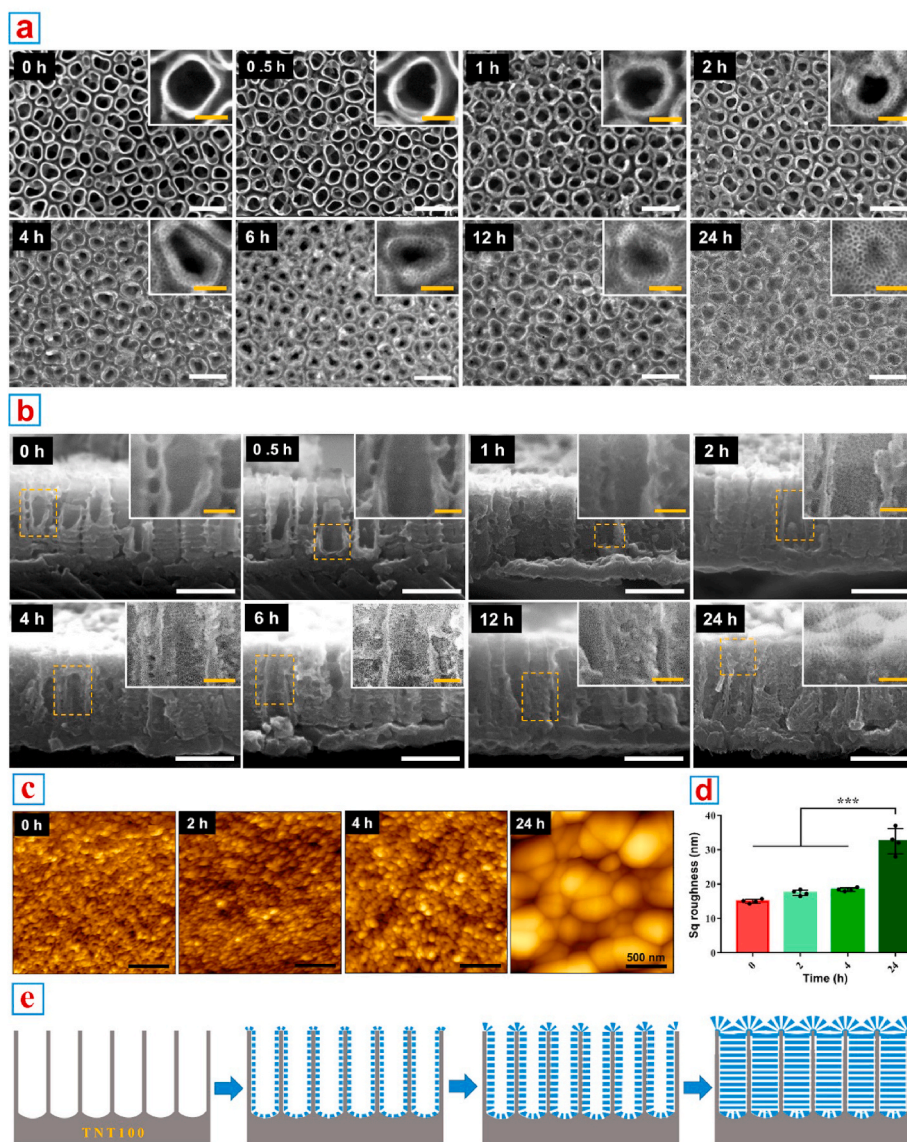 a
0 h
0 .5 h
1 h
2 h
4 h
6 h
12 h
24 h
b
0 h
0 .5 h
1 h
2 h
4 h
6 h
12 h
24 h
c
0 h
2 h
4 h
24 h
500 nm
d
***
Sq roughness (nm)
40
30
20
10
0
0
2
4
24
Time (h)
e
TNT100